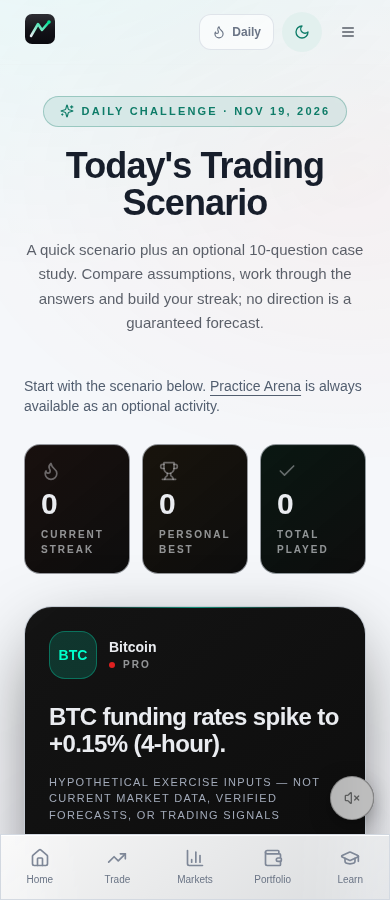 Daily
DAILY CHALLENGE · NOV 19, 2026
Today's Trading
Scenario
A quick scenario plus an optional 10-question case
study. Compare assumptions, work through the
answers and build your streak; no direction is a
guaranteed forecast.
Start with the scenario below. Practice Arena is always
available as an optional activity.
0
CURRENT
STREAK
0
PERSONAL
BEST
0
TOTAL
PLAYED
BTC
Bitcoin
PRO
BTC funding rates spike to
+0.15% (4-hour).
HYPOTHETICAL EXERCISE INPUTS — NOT
CURRENT MARKET DATA, VERIFIED
FORECASTS, OR TRADING SIGNALS
Home
Trade
Markets
Portfolio
Learn